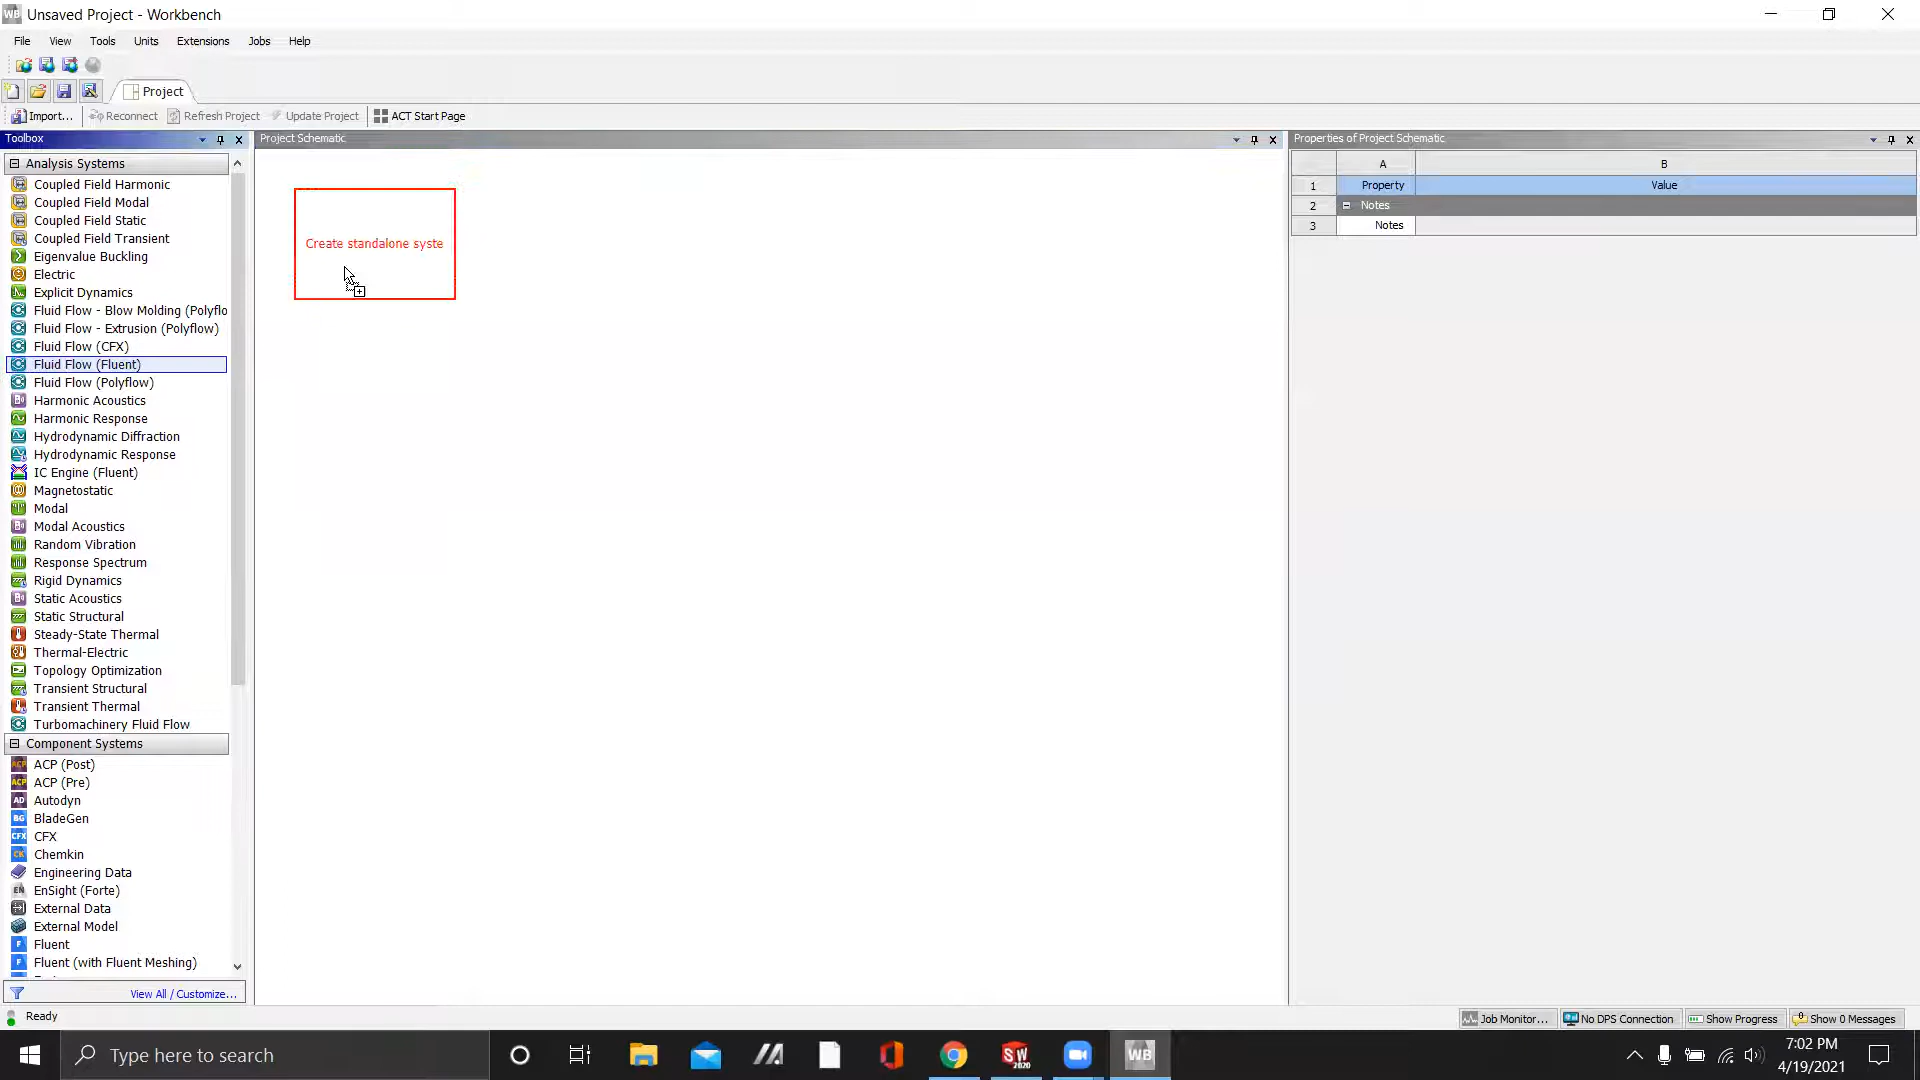 Unsaved Project - Workbench
File View Tools Units Extensions Jobs Help
Project
Import... Reconnect Refresh Project Update Project ACT Start Page
Toolbox
Project Schematic
Properties of Project Schematic
Analysis Systems
Coupled Field Harmonic
Coupled Field Modal
Coupled Field Static
Coupled Field Transient
Eigenvalue Buckling
Electric
Explicit Dynamics
Fluid Flow - Blow Molding (Polyflo
Fluid Flow - Extrusion (Polyflow)
Fluid Flow (CFX)
Fluid Flow (Fluent)
Fluid Flow (Polyflow)
Harmonic Acoustics
Harmonic Response
Hydrodynamic Diffraction
Hydrodynamic Response
IC Engine (Fluent)
Magnetostatic
Modal
Modal Acoustics
Random Vibration
Response Spectrum
Rigid Dynamics
Static Acoustics
Static Structural
Steady-State Thermal
Thermal-Electric
Topology Optimization
Transient Structural
Transient Thermal
Turbomachinery Fluid Flow
Component Systems
ACP (Post)
ACP (Pre)
Autodyn
BladeGen
CFX
Chemkin
Engineering Data
EnSight (Forte)
External Data
External Model
Fluent
Fluent (with Fluent Meshing)
View All / Customize...
Create standalone syste
A B
1 Property Value
2 Notes
3 Notes
Ready
Job Monitor... No DPS Connection Show Progress Show 0 Messages
Type here to search
SW 2020
WB
7:02 PM
4/19/2021